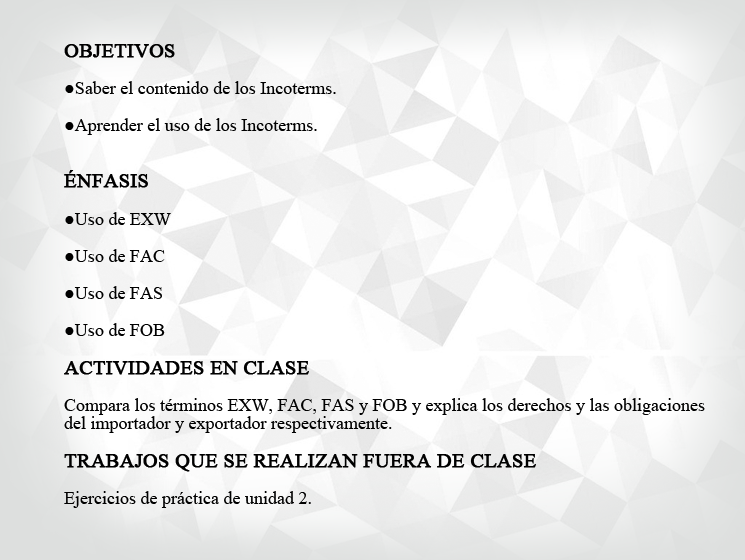 OBJETIVOS
●Saber el contenido de los Incoterms.
●Aprender el uso de los Incoterms.
ÉNFASIS
●Uso de EXW
●Uso de FAC
●Uso de FAS
●Uso de FOB
ACTIVIDADES EN CLASE
Compara los términos EXW, FAC, FAS y FOB y explica los derechos y las obligaciones
del importador y exportador respectivamente.
TRABAJOS QUE SE REALIZAN FUERA DE CLASE
Ejercicios de práctica de unidad 2.